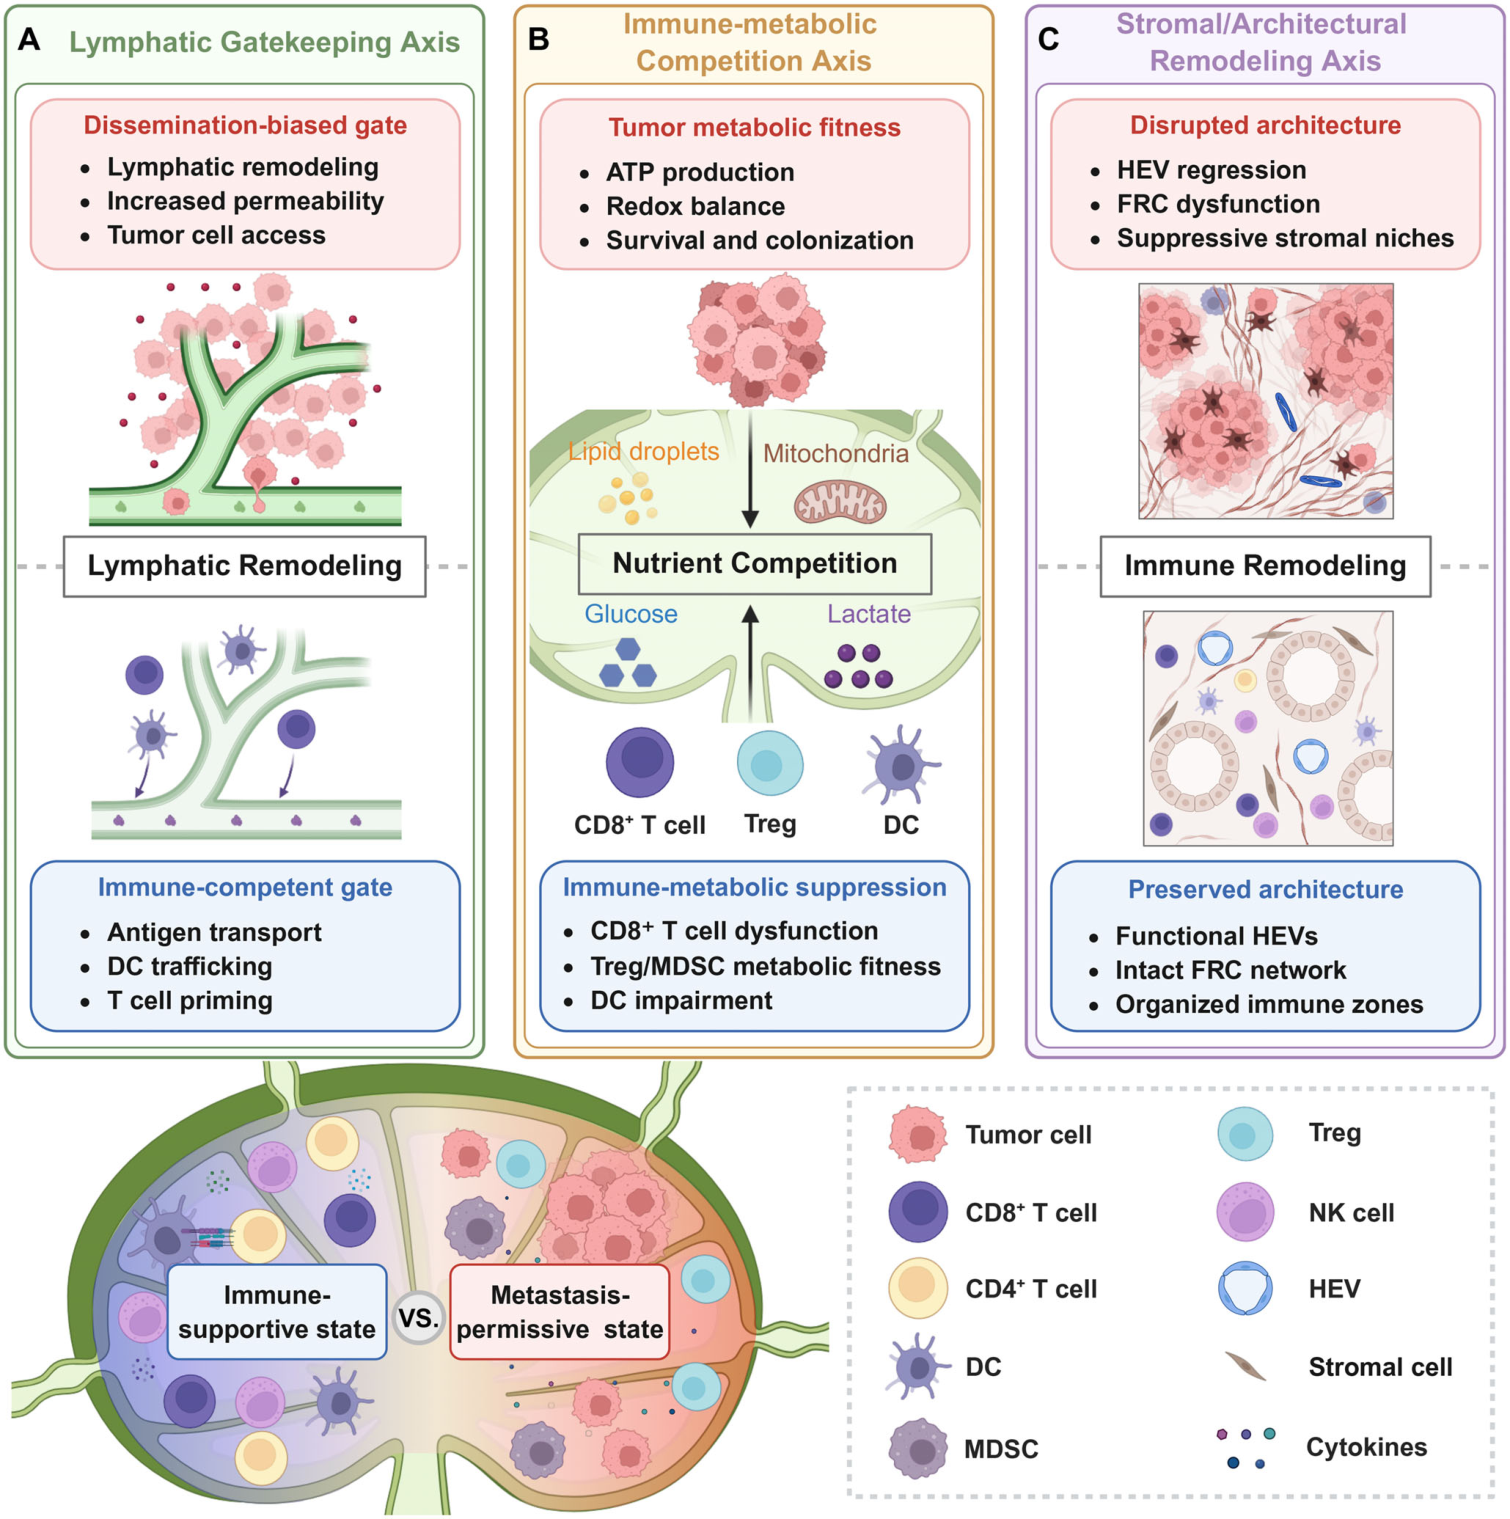 A
Lymphatic Gatekeeping Axis
Dissemination-biased gate
• Lymphatic remodeling
• Increased permeability
• Tumor cell access
Lymphatic Remodeling
Immune-competent gate
• Antigen transport
• DC trafficking
• T cell priming
B
Immune-metabolic
Competition Axis
Tumor metabolic fitness
• ATP production
• Redox balance
• Survival and colonization
Lipid droplets
Mitochondria
Nutrient Competition
Glucose
Lactate
CD8⁺ T cell
Treg
DC
Immune-metabolic suppression
• CD8⁺ T cell dysfunction
• Treg/MDSC metabolic fitness
• DC impairment
C
Stromal/Architectural
Remodeling Axis
Disrupted architecture
• HEV regression
• FRC dysfunction
• Suppressive stromal niches
Immune Remodeling
Preserved architecture
• Functional HEVs
• Intact FRC network
• Organized immune zones
Immune-
supportive state
VS.
Metastasis-
permissive state
Tumor cell
CD8⁺ T cell
CD4⁺ T cell
DC
MDSC
Treg
NK cell
HEV
Stromal cell
Cytokines